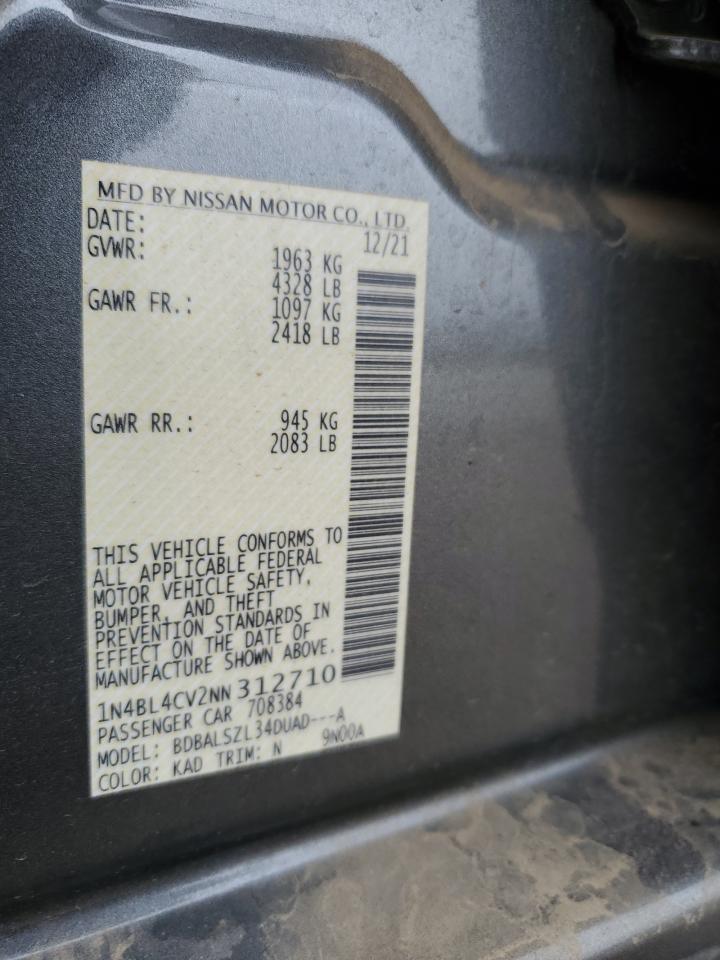 MFD BY NISSAN MOTOR CO., LTD.
DATE: 12/21
GVWR: 1963 KG
4328 LB
GAWR FR.: 1097 KG
2418 LB
GAWR RR.: 945 KG
2083 LB
THIS VEHICLE CONFORMS TO
ALL APPLICABLE FEDERAL
MOTOR VEHICLE SAFETY,
BUMPER, AND THEFT
PREVENTION STANDARDS IN
EFFECT ON THE DATE OF
MANUFACTURE SHOWN ABOVE.
1N4BL4CV2NN 312710
PASSENGER CAR 708384
MODEL: BDBALSZL34DUAD---A
COLOR: KAD TRIM: N 9N00A